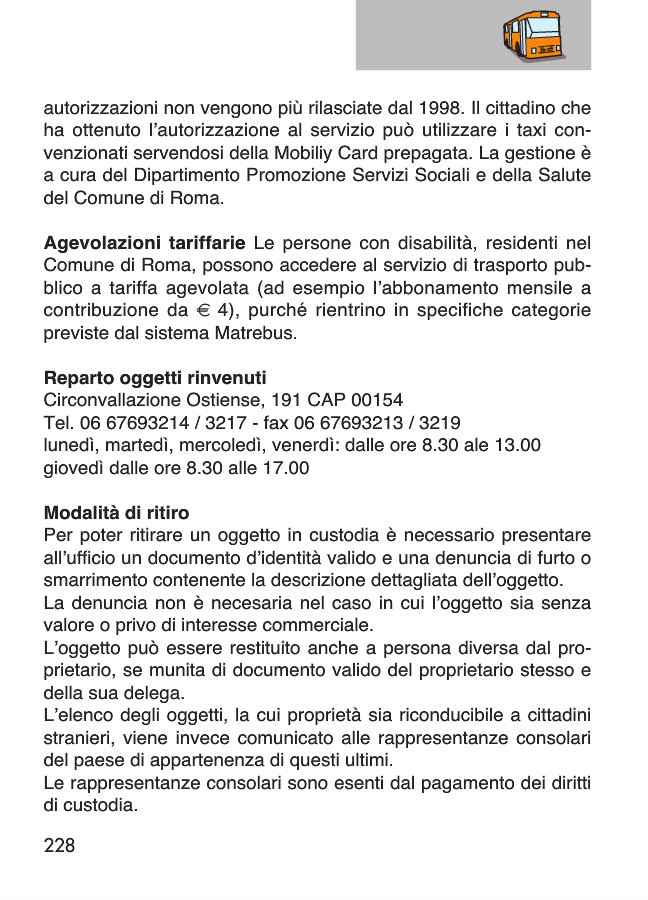 autorizzazioni non vengono più rilasciate dal 1998. Il cittadino che
ha ottenuto l'autorizzazione al servizio può utilizzare i taxi con-
venzionati servendosi della Mobiliy Card prepagata. La gestione è
a cura del Dipartimento Promozione Servizi Sociali e della Salute
del Comune di Roma.

Agevolazioni tariffarie Le persone con disabilità, residenti nel
Comune di Roma, possono accedere al servizio di trasporto pub-
blico a tariffa agevolata (ad esempio l'abbonamento mensile a
contribuzione da € 4), purché rientrino in specifiche categorie
previste dal sistema Matrebus.

Reparto oggetti rinvenuti
Circonvallazione Ostiense, 191 CAP 00154
Tel. 06 67693214 / 3217 - fax 06 67693213 / 3219
lunedì, martedì, mercoledì, venerdì: dalle ore 8.30 ale 13.00
giovedì dalle ore 8.30 alle 17.00

Modalità di ritiro
Per poter ritirare un oggetto in custodia è necessario presentare
all'ufficio un documento d'identità valido e una denuncia di furto o
smarrimento contenente la descrizione dettagliata dell'oggetto.
La denuncia non è necesaria nel caso in cui l'oggetto sia senza
valore o privo di interesse commerciale.
L'oggetto può essere restituito anche a persona diversa dal pro-
prietario, se munita di documento valido del proprietario stesso e
della sua delega.
L'elenco degli oggetti, la cui proprietà sia riconducibile a cittadini
stranieri, viene invece comunicato alle rappresentanze consolari
del paese di appartenenza di questi ultimi.
Le rappresentanze consolari sono esenti dal pagamento dei diritti
di custodia.

228